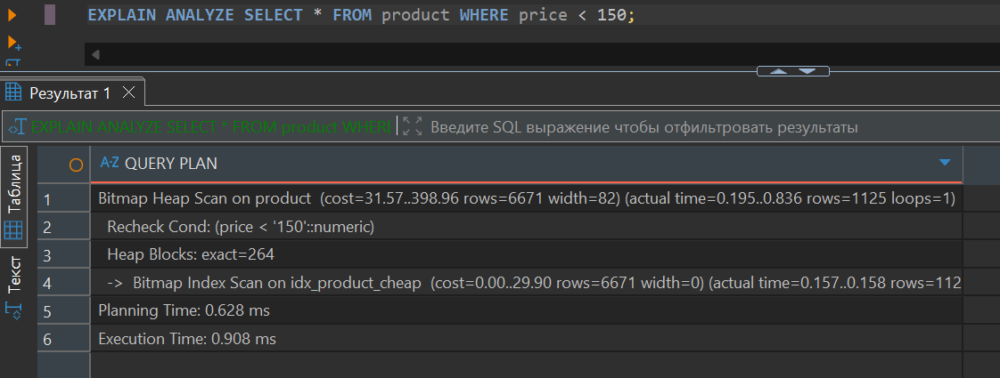 EXPLAIN ANALYZE SELECT * FROM product WHERE price < 150;
Результат 1
EXPLAIN ANALYZE SELECT * FROM product WHERE
Введите SQL выражение чтобы отфильтровать результаты
Таблица
Текст
A-Z QUERY PLAN
1 Bitmap Heap Scan on product (cost=31.57..398.96 rows=6671 width=82) (actual time=0.195..0.836 rows=1125 loops=1)
2 Recheck Cond: (price < '150'::numeric)
3 Heap Blocks: exact=264
4 -> Bitmap Index Scan on idx_product_cheap (cost=0.00..29.90 rows=6671 width=0) (actual time=0.157..0.158 rows=112
5 Planning Time: 0.628 ms
6 Execution Time: 0.908 ms